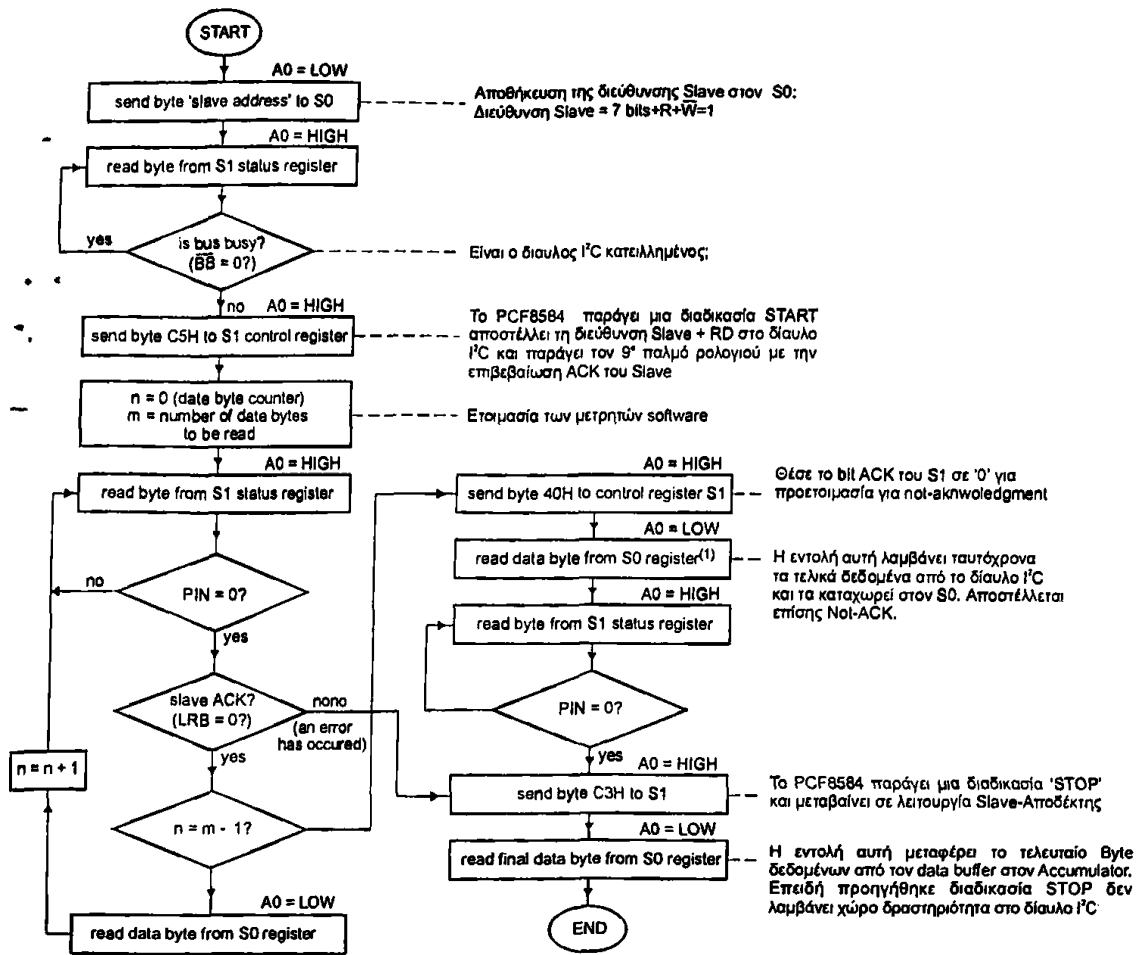 START
A0 = LOW
send byte 'slave address' to S0
Αποθήκευση της διεύθυνσης Slave στον S0:
Διεύθυνση Slave = 7 bits+R+W̅=1
A0 = HIGH
read byte from S1 status register
yes
is bus busy?
(B̅B̅ = 0?)
Είναι ο διαυλος I²C κατειλλημένος;
no
A0 = HIGH
send byte C5H to S1 control register
Το PCF8584 παράγει μια διαδικασία START
αποστέλλει τη διεύθυνση Slave + RD στο δίαυλο
I²C και παράγει τον 9° παλμό ρολογιού με την
επιβεβαίωση ACK του Slave
n = 0 (date byte counter)
m = number of date bytes
to be read
Ετοιμασία των μετρητών software
A0 = HIGH
read byte from S1 status register
no
PIN = 0?
yes
slave ACK?
(LRB = 0?)
nono
(an error
has occured)
yes
n = n + 1
n = m - 1?
A0 = LOW
read data byte from S0 register
A0 = HIGH
send byte 40H to control register S1
Θέσε το bit ACK του S1 σε '0' για
προετοιμασία για not-aknwoledgment
A0 = LOW
read data byte from S0 register(1)
Η εντολή αυτή λαμβάνει ταυτόχρονα
τα τελικά δεδομένα από το δίαυλο I²C
και τα καταχωρεί στον S0. Αποστέλλεται
επίσης Not-ACK.
A0 = HIGH
read byte from S1 status register
PIN = 0?
yes
A0 = HIGH
send byte C3H to S1
Το PCF8584 παράγει μια διαδικασία 'STOP'
και μεταβαίνει σε λειτουργία Slave-Αποδέκτης
A0 = LOW
read final data byte from S0 register
Η εντολή αυτή μεταφέρει το τελευταίο Byte
δεδομένων από τον data buffer στον Accumulator.
Επειδή προηγήθηκε διαδικασία STOP δεν
λαμβάνει χώρο δραστηριότητα στο δίαυλο I²C
END